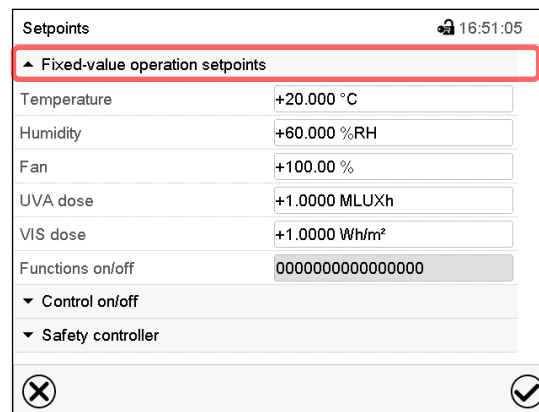 Setpoints 16:51:05
Fixed-value operation setpoints
Temperature +20.000 °C
Humidity +60.000 %RH
Fan +100.00 %
UVA dose +1.0000 MLUXh
VIS dose +1.0000 Wh/m²
Functions on/off 0000000000000000
Control on/off
Safety controller